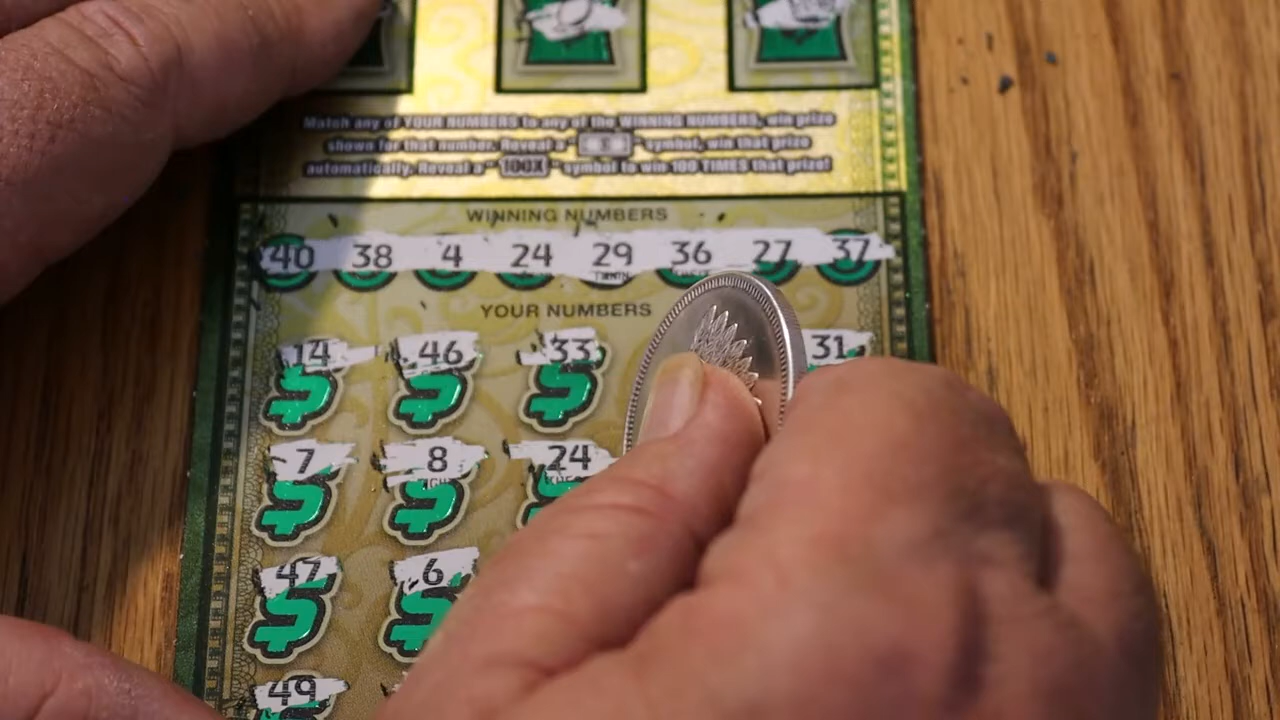 Match any of YOUR NUMBERS to any of the WINNING NUMBERS, win prize
shown for that number. Reveal a " " symbol, win that prize
automatically. Reveal a "100X" symbol to win 100 TIMES that prize!
WINNING NUMBERS
40 38 4 24 29 36 27 37
YOUR NUMBERS
14 46 33 31
7 8 24
47 6
49